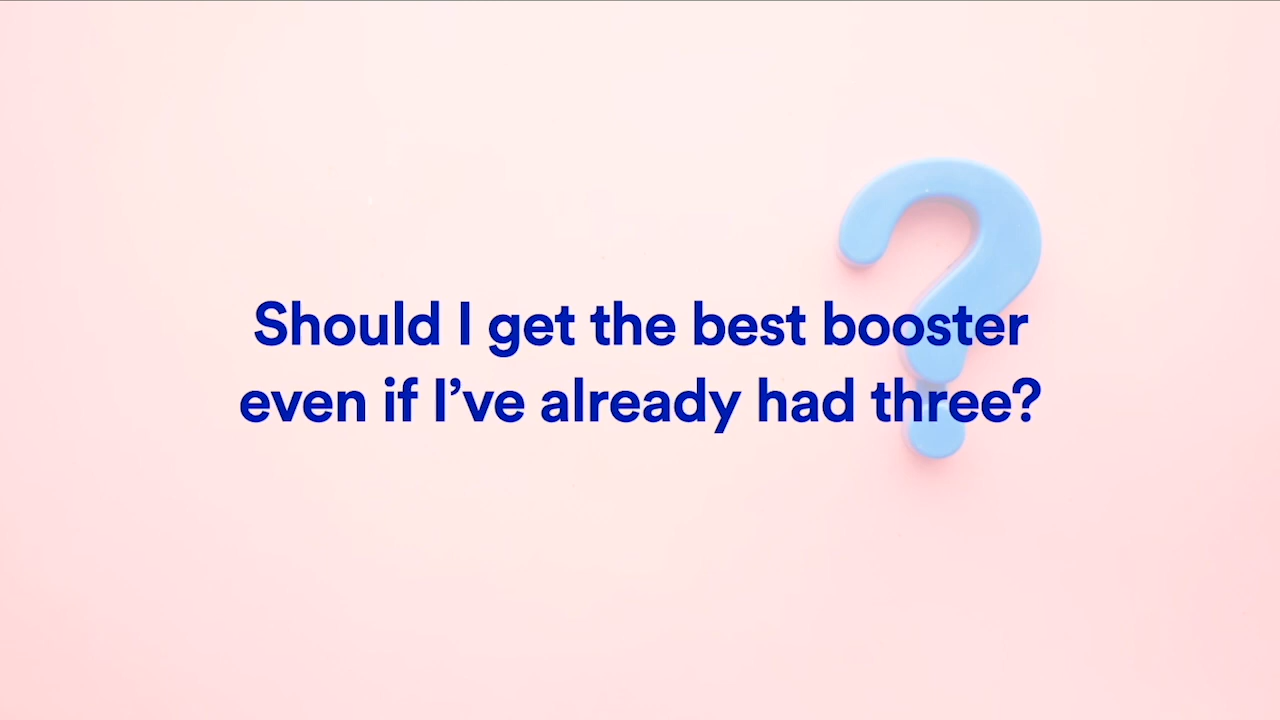 Should I get the best booster
even if I’ve already had three?